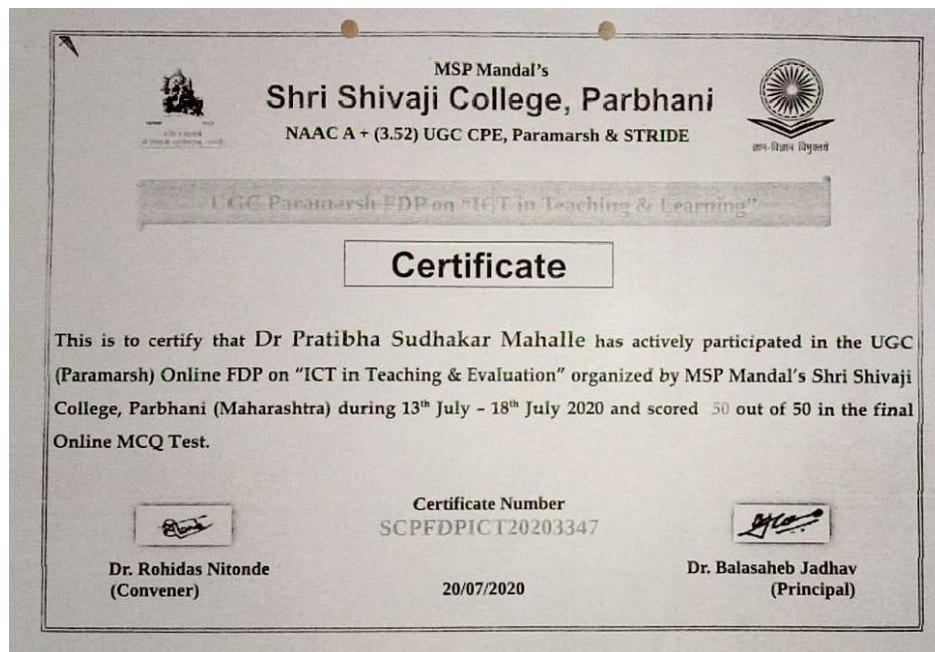 MSP Mandal's
Shri Shivaji College, Parbhani
NAAC A + (3.52) UGC CPE, Paramarsh & STRIDE
ज्ञान-विज्ञान विमुक्तये
UGC Paramarsh FDP on "ICT in Teaching & Learning"
Certificate
This is to certify that Dr Pratibha Sudhakar Mahalle has actively participated in the UGC
(Paramarsh) Online FDP on "ICT in Teaching & Evaluation" organized by MSP Mandal's Shri Shivaji
College, Parbhani (Maharashtra) during 13th July - 18th July 2020 and scored 50 out of 50 in the final
Online MCQ Test.
Certificate Number
SCPFDPICT20203347
Dr. Rohidas Nitonde
(Convener)
20/07/2020
Dr. Balasaheb Jadhav
(Principal)